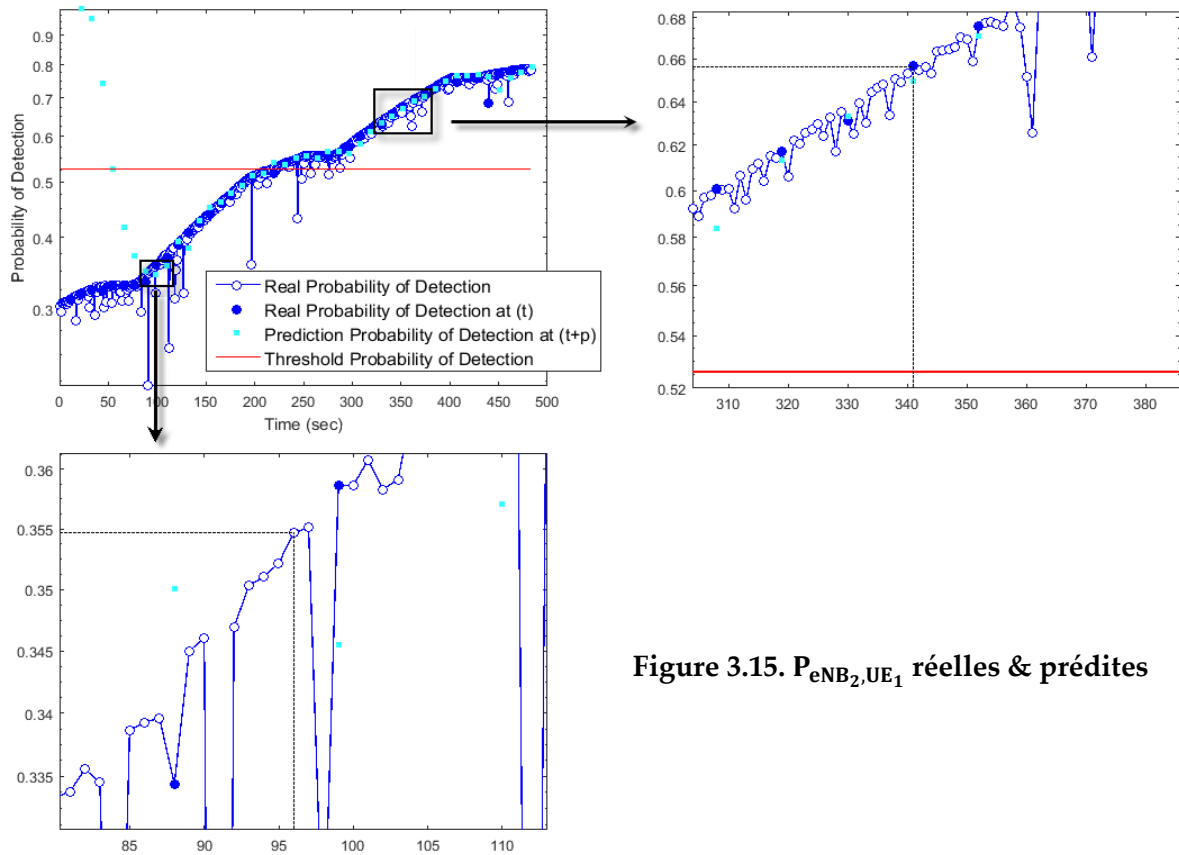 0.9
0.8
0.7
0.6
0.5
0.4
0.3
Probability of Detection
0 50 100 150 200 250 300 350 400 450 500
Time (sec)
Real Probability of Detection
Real Probability of Detection at (t)
Prediction Probability of Detection at (t+p)
Threshold Probability of Detection
0.68
0.66
0.64
0.62
0.6
0.58
0.56
0.54
0.52
310 320 330 340 350 360 370 380
0.36
0.355
0.35
0.345
0.34
0.335
85 90 95 100 105 110
Figure 3.15. PeNB2,UE1 réelles & prédites